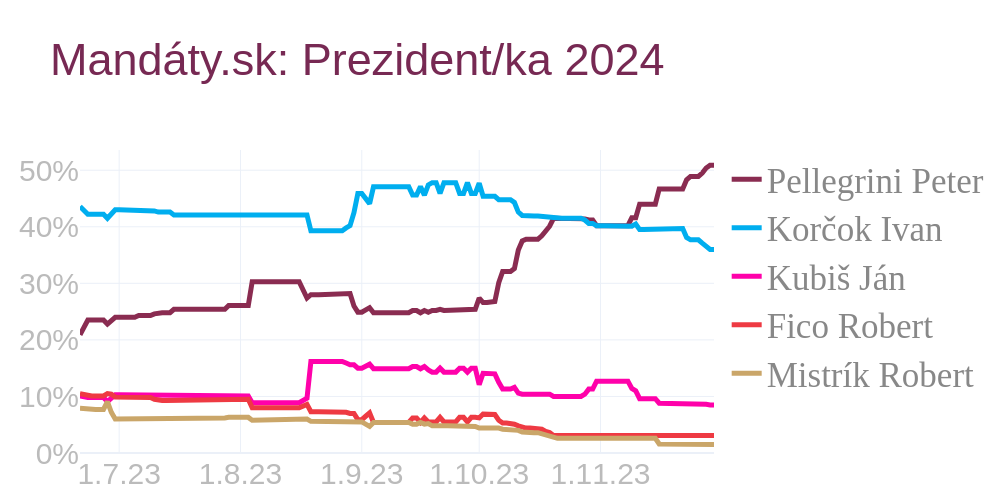 Mandáty.sk: Prezident/ka 2024
50%
40%
30%
20%
10%
0%
1.7.23 1.8.23 1.9.23 1.10.23 1.11.23
Pellegrini Peter
Korčok Ivan
Kubiš Ján
Fico Robert
Mistrík Robert